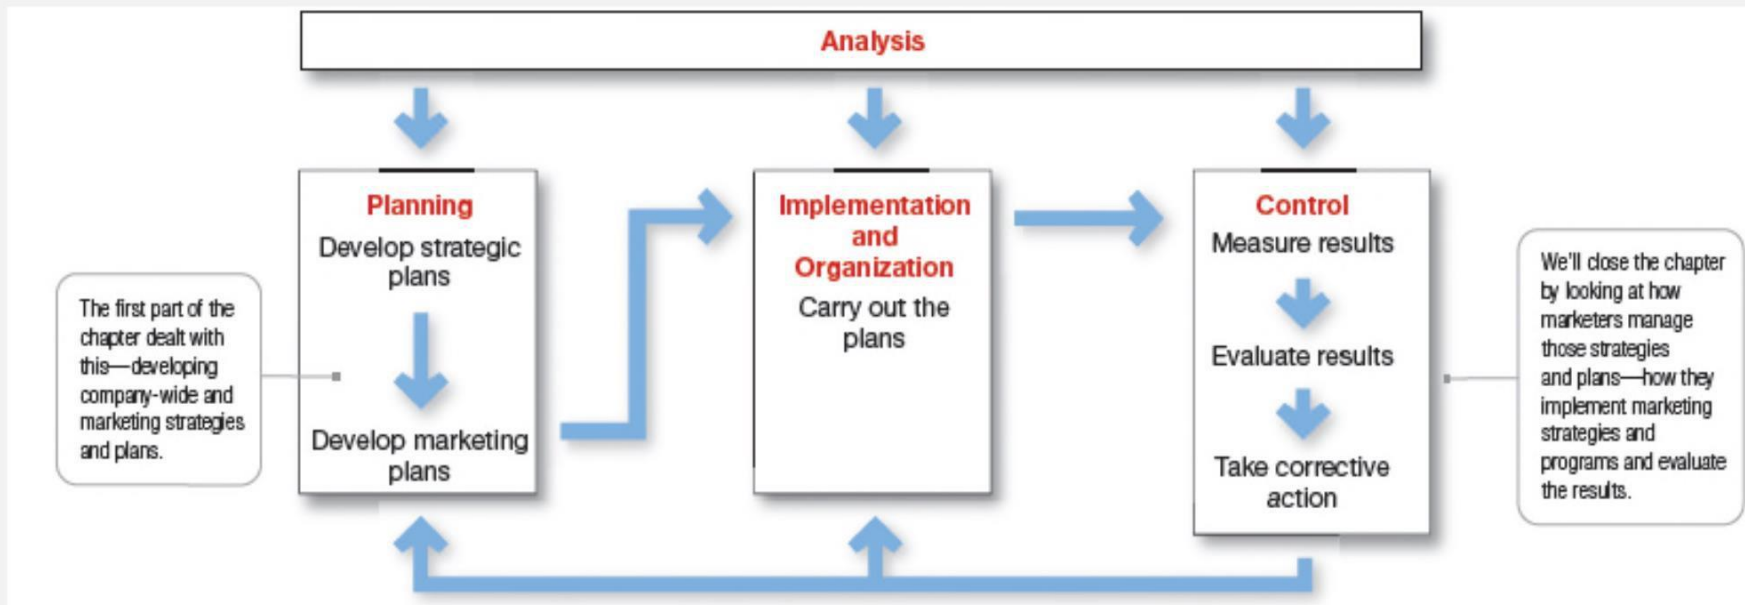 Analysis
Planning
Develop strategic
plans
Develop marketing
plans
Implementation
and
Organization
Carry out the
plans
Control
Measure results
Evaluate results
Take corrective
action
The first part of the
chapter dealt with
this—developing
company-wide and
marketing strategies
and plans.
We'll close the chapter
by looking at how
marketers manage
those strategies
and plans—how they
implement marketing
strategies and
programs and evaluate
the results.